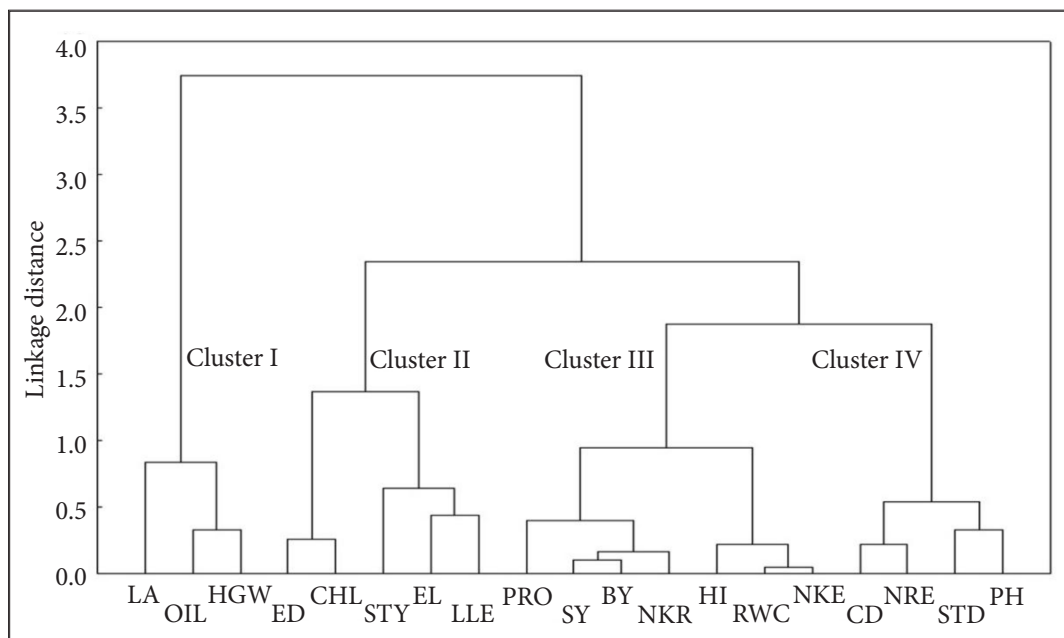 4.0
3.5
3.0
2.5
2.0
1.5
1.0
0.5
0.0
Linkage distance
Cluster I
Cluster II
Cluster III
Cluster IV
LA
OIL
HGW
ED
CHL
STY
EL
LLE
PRO
SY
BY
NKR
HI
RWC
NKE
CD
NRE
STD
PH